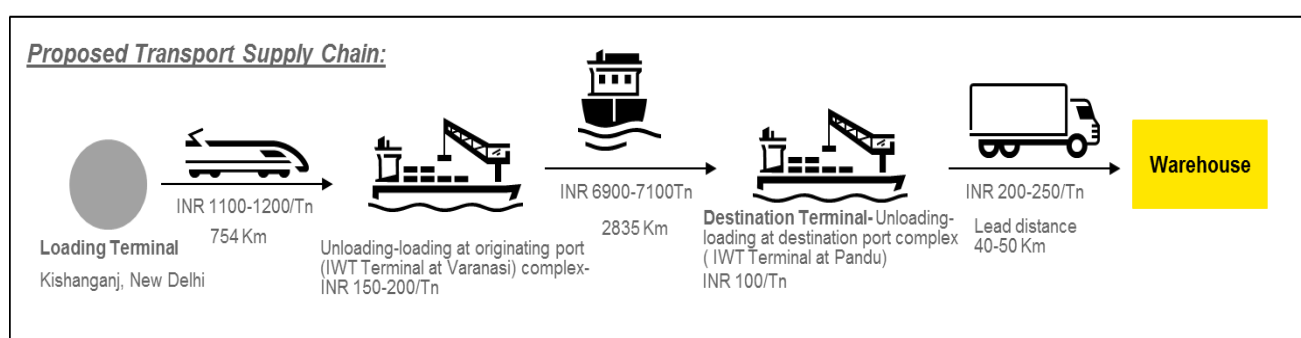 Proposed Transport Supply Chain:
INR 1100-1200/Tn
754 Km
Loading Terminal
Kishanganj, New Delhi
Unloading-loading at originating port
(IWT Terminal at Varanasi) complex-
INR 150-200/Tn
INR 6900-7100Tn
2835 Km
Destination Terminal- Unloading-
loading at destination port complex
( IWT Terminal at Pandu)
INR 100/Tn
INR 200-250/Tn
Lead distance
40-50 Km
Warehouse